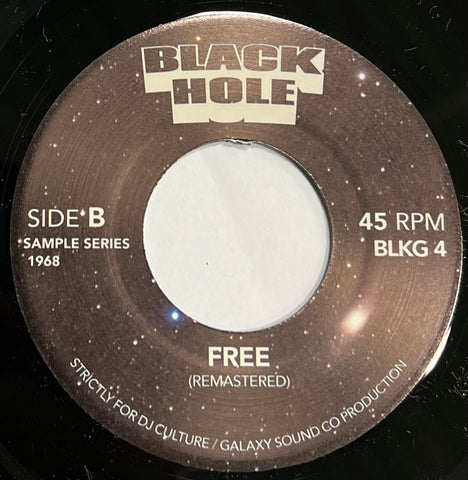 BLACK
HOLE
SIDE B
SAMPLE SERIES
1968
45 RPM
BLKG 4
FREE
(REMASTERED)
STRICTLY FOR DJ CULTURE / GALAXY SOUND CO PRODUCTION